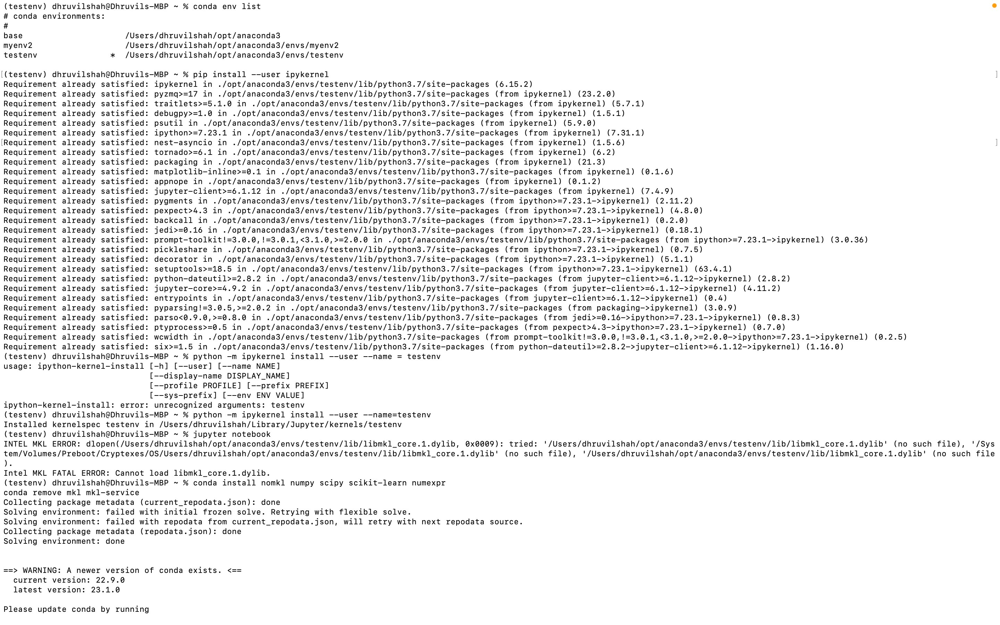 (testenv) dhruvilshah@Dhruvils-MBP ~ % conda env list
# conda environments:
#
base                     /Users/dhruvilshah/opt/anaconda3
myenv2                   /Users/dhruvilshah/opt/anaconda3/envs/myenv2
testenv               *  /Users/dhruvilshah/opt/anaconda3/envs/testenv

[(testenv) dhruvilshah@Dhruvils-MBP ~ % pip install --user ipykernel ]
Requirement already satisfied: ipykernel in ./opt/anaconda3/envs/testenv/lib/python3.7/site-packages (6.15.2)
Requirement already satisfied: pyzmq>=17 in ./opt/anaconda3/envs/testenv/lib/python3.7/site-packages (from ipykernel) (23.2.0)
Requirement already satisfied: traitlets>=5.1.0 in ./opt/anaconda3/envs/testenv/lib/python3.7/site-packages (from ipykernel) (5.7.1)
Requirement already satisfied: debugpy>=1.0 in ./opt/anaconda3/envs/testenv/lib/python3.7/site-packages (from ipykernel) (1.5.1)
Requirement already satisfied: psutil in ./opt/anaconda3/envs/testenv/lib/python3.7/site-packages (from ipykernel) (5.9.0)
Requirement already satisfied: ipython>=7.23.1 in ./opt/anaconda3/envs/testenv/lib/python3.7/site-packages (from ipykernel) (7.31.1)
[Requirement already satisfied: nest-asyncio in ./opt/anaconda3/envs/testenv/lib/python3.7/site-packages (from ipykernel) (1.5.6) ]
Requirement already satisfied: tornado>=6.1 in ./opt/anaconda3/envs/testenv/lib/python3.7/site-packages (from ipykernel) (6.2)
Requirement already satisfied: packaging in ./opt/anaconda3/envs/testenv/lib/python3.7/site-packages (from ipykernel) (21.3)
Requirement already satisfied: matplotlib-inline>=0.1 in ./opt/anaconda3/envs/testenv/lib/python3.7/site-packages (from ipykernel) (0.1.6)
Requirement already satisfied: appnope in ./opt/anaconda3/envs/testenv/lib/python3.7/site-packages (from ipykernel) (0.1.2)
Requirement already satisfied: jupyter-client>=6.1.12 in ./opt/anaconda3/envs/testenv/lib/python3.7/site-packages (from ipykernel) (7.4.9)
Requirement already satisfied: pygments in ./opt/anaconda3/envs/testenv/lib/python3.7/site-packages (from ipython>=7.23.1->ipykernel) (2.11.2)
Requirement already satisfied: pexpect>4.3 in ./opt/anaconda3/envs/testenv/lib/python3.7/site-packages (from ipython>=7.23.1->ipykernel) (4.8.0)
Requirement already satisfied: backcall in ./opt/anaconda3/envs/testenv/lib/python3.7/site-packages (from ipython>=7.23.1->ipykernel) (0.2.0)
Requirement already satisfied: jedi>=0.16 in ./opt/anaconda3/envs/testenv/lib/python3.7/site-packages (from ipython>=7.23.1->ipykernel) (0.18.1)
Requirement already satisfied: prompt-toolkit!=3.0.0,!=3.0.1,<3.1.0,>=2.0.0 in ./opt/anaconda3/envs/testenv/lib/python3.7/site-packages (from ipython>=7.23.1->ipykernel) (3.0.36)
Requirement already satisfied: pickleshare in ./opt/anaconda3/envs/testenv/lib/python3.7/site-packages (from ipython>=7.23.1->ipykernel) (0.7.5)
Requirement already satisfied: decorator in ./opt/anaconda3/envs/testenv/lib/python3.7/site-packages (from ipython>=7.23.1->ipykernel) (5.1.1)
Requirement already satisfied: setuptools>=18.5 in ./opt/anaconda3/envs/testenv/lib/python3.7/site-packages (from ipython>=7.23.1->ipykernel) (63.4.1)
Requirement already satisfied: python-dateutil>=2.8.2 in ./opt/anaconda3/envs/testenv/lib/python3.7/site-packages (from jupyter-client>=6.1.12->ipykernel) (2.8.2)
Requirement already satisfied: jupyter-core>=4.9.2 in ./opt/anaconda3/envs/testenv/lib/python3.7/site-packages (from jupyter-client>=6.1.12->ipykernel) (4.11.2)
Requirement already satisfied: entrypoints in ./opt/anaconda3/envs/testenv/lib/python3.7/site-packages (from jupyter-client>=6.1.12->ipykernel) (0.4)
Requirement already satisfied: pyparsing!=3.0.5,>=2.0.2 in ./opt/anaconda3/envs/testenv/lib/python3.7/site-packages (from packaging->ipykernel) (3.0.9)
Requirement already satisfied: parso<0.9.0,>=0.8.0 in ./opt/anaconda3/envs/testenv/lib/python3.7/site-packages (from jedi>=0.16->ipython>=7.23.1->ipykernel) (0.8.3)
Requirement already satisfied: ptyprocess>=0.5 in ./opt/anaconda3/envs/testenv/lib/python3.7/site-packages (from pexpect>4.3->ipython>=7.23.1->ipykernel) (0.7.0)
Requirement already satisfied: wcwidth in ./opt/anaconda3/envs/testenv/lib/python3.7/site-packages (from prompt-toolkit!=3.0.0,!=3.0.1,<3.1.0,>=2.0.0->ipython>=7.23.1->ipykernel) (0.2.5)
Requirement already satisfied: six>=1.5 in ./opt/anaconda3/envs/testenv/lib/python3.7/site-packages (from python-dateutil>=2.8.2->jupyter-client>=6.1.12->ipykernel) (1.16.0)
(testenv) dhruvilshah@Dhruvils-MBP ~ % python -m ipykernel install --user --name = testenv
usage: ipython-kernel-install [-h] [--user] [--name NAME]
                              [--display-name DISPLAY_NAME]
                              [--profile PROFILE] [--prefix PREFIX]
                              [--sys-prefix] [--env ENV VALUE]
ipython-kernel-install: error: unrecognized arguments: testenv
(testenv) dhruvilshah@Dhruvils-MBP ~ % python -m ipykernel install --user --name=testenv
Installed kernelspec testenv in /Users/dhruvilshah/Library/Jupyter/kernels/testenv
(testenv) dhruvilshah@Dhruvils-MBP ~ % jupyter notebook
INTEL MKL ERROR: dlopen(/Users/dhruvilshah/opt/anaconda3/envs/testenv/lib/libmkl_core.1.dylib, 0x0009): tried: '/Users/dhruvilshah/opt/anaconda3/envs/testenv/lib/libmkl_core.1.dylib' (no such file), '/Sys
tem/Volumes/Preboot/Cryptexes/OS/Users/dhruvilshah/opt/anaconda3/envs/testenv/lib/libmkl_core.1.dylib' (no such file), '/Users/dhruvilshah/opt/anaconda3/envs/testenv/lib/libmkl_core.1.dylib' (no such file
).
Intel MKL FATAL ERROR: Cannot load libmkl_core.1.dylib.
(testenv) dhruvilshah@Dhruvils-MBP ~ % conda install nomkl numpy scipy scikit-learn numexpr
conda remove mkl mkl-service
Collecting package metadata (current_repodata.json): done
Solving environment: failed with initial frozen solve. Retrying with flexible solve.
Solving environment: failed with repodata from current_repodata.json, will retry with next repodata source.
Collecting package metadata (repodata.json): done
Solving environment: done

==> WARNING: A newer version of conda exists. <==
  current version: 22.9.0
  latest version: 23.1.0

Please update conda by running